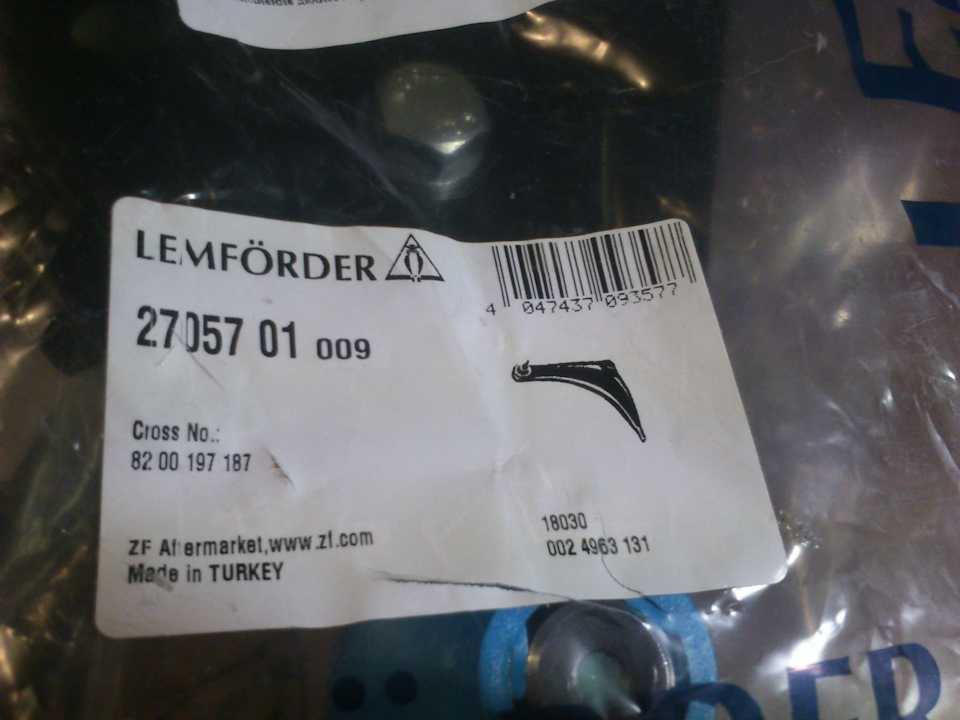 LEMFÖRDER
27057 01 009
4 047437 093577
Cross No.:
82 00 197 187
ZF Aftermarket,www.zf.com
Made in TURKEY
18030
002 4963 131